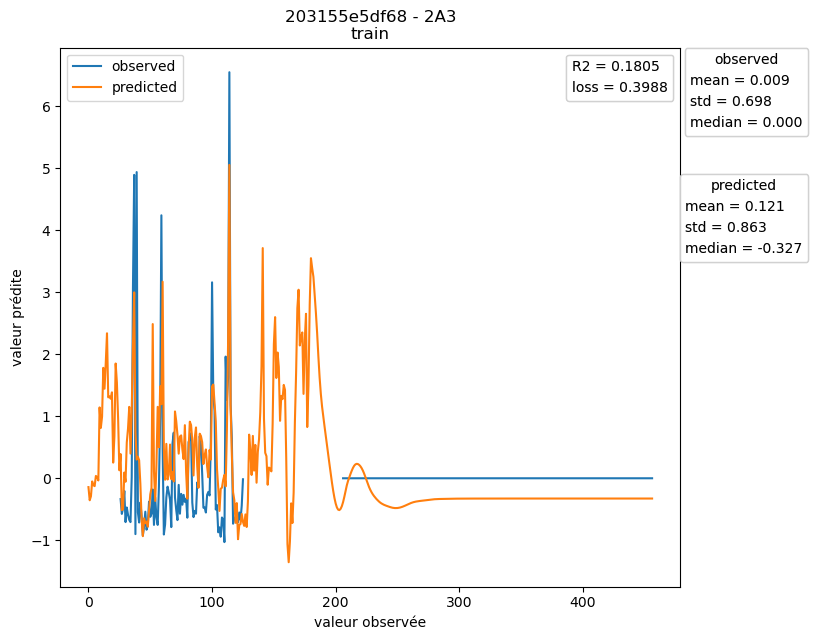 203155e5df68 - 2A3
train
observed
predicted
R2 = 0.1805
loss = 0.3988
observed
mean = 0.009
std = 0.698
median = 0.000
predicted
mean = 0.121
std = 0.863
median = -0.327
valeur prédite
6
5
4
3
2
1
0
−1
0 100 200 300 400
valeur observée